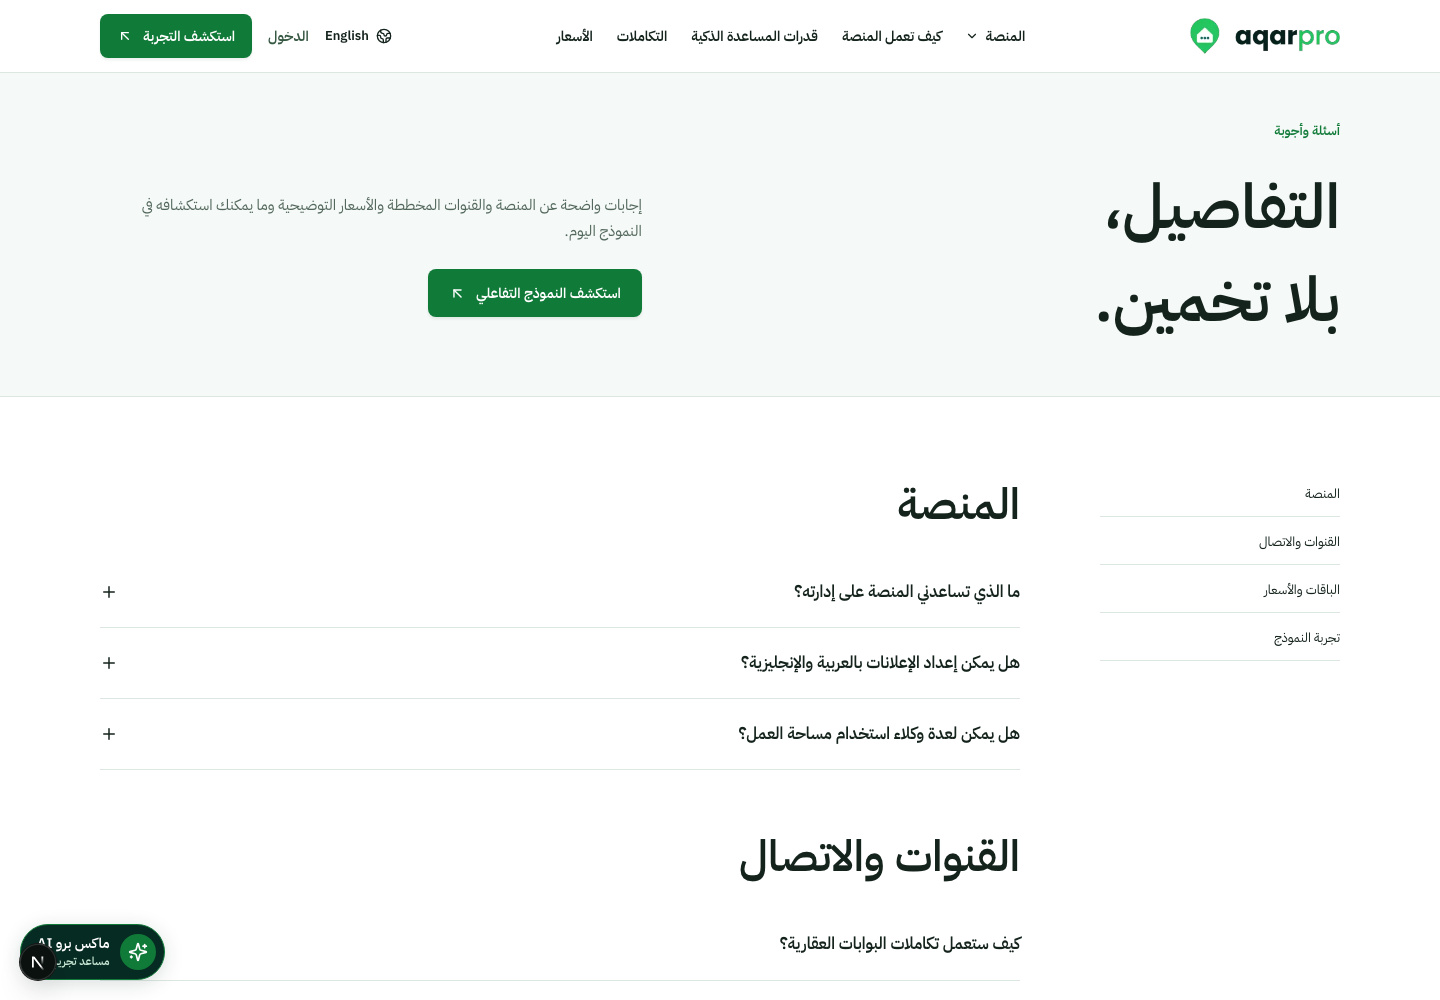 aqarpro
المنصة
كيف تعمل المنصة
قدرات المساعدة الذكية
التكاملات
الأسعار
English
الدخول
استكشف التجربة
أسئلة وأجوبة
التفاصيل،
بلا تخمين.
إجابات واضحة عن المنصة والقنوات المخططة والأسعار التوضيحية وما يمكنك استكشافه في
النموذج اليوم.
استكشف النموذج التفاعلي
المنصة
القنوات والاتصال
الباقات والأسعار
تجربة النموذج
المنصة
ما الذي تساعدني المنصة على إدارته؟
هل يمكن إعداد الإعلانات بالعربية والإنجليزية؟
هل يمكن لعدة وكلاء استخدام مساحة العمل؟
القنوات والاتصال
كيف ستعمل تكاملات البوابات العقارية؟
ماكس برو AI
مساعد
N